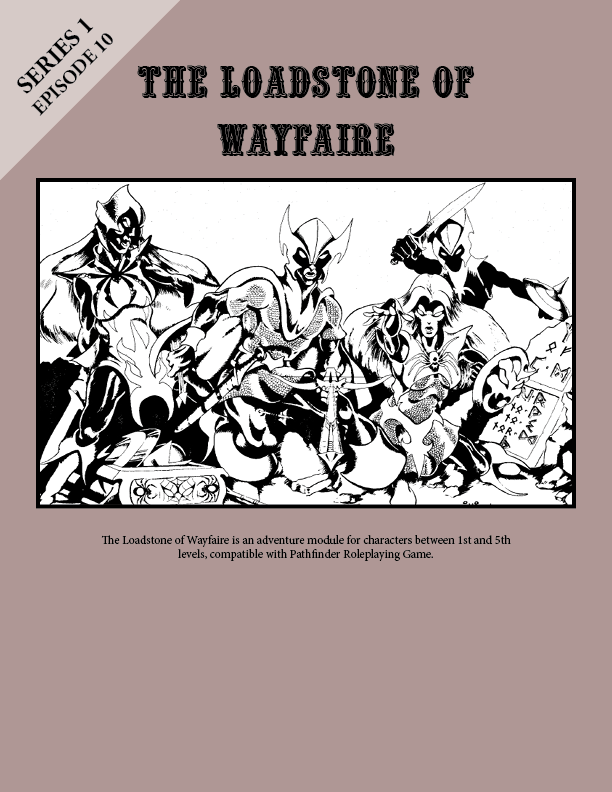 SERIES 1
EPISODE 10
THE LOADSTONE OF
WAYFAIRE
The Loadstone of Wayfaire is an adventure module for characters between 1st and 5th
levels, compatible with Pathfinder Roleplaying Game.